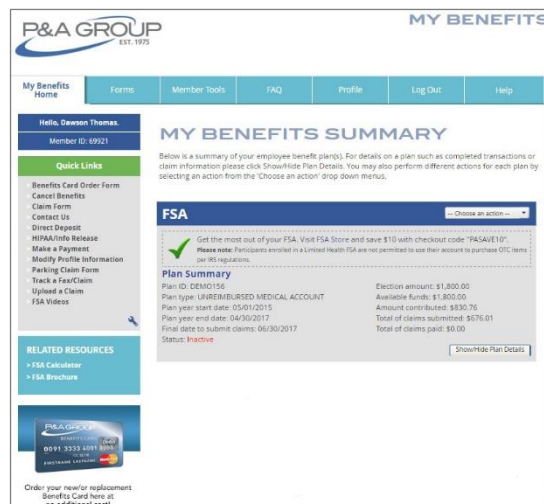 P&A GROUP
EST. 1975
MY BENEFITS
My Benefits
Home
Forms
Member Tools
FAQ
Profile
Log Out
Help
Hello, Dawson Thomas.
Member ID: 69921
Quick Links
Benefits Card Order Form
Cancel Benefits
Claim Form
Contact Us
Direct Deposit
HIPAA/Info Release
Make a Payment
Modify Profile Information
Parking Claim Form
Track a Fax/Claim
Upload a Claim
FSA Videos
RELATED RESOURCES
> FSA Calculator
> FSA Brochure
P&A GROUP
BENEFITS CARD
DEBIT
FIRSTNAME LASTNAME
Order your new/or replacement
Benefits Card here at
no additional cost!
MY BENEFITS SUMMARY
Below is a summary of your employee benefit plan(s). For details on a plan such as completed transactions or
claim information please click Show/Hide Plan Details. You may also perform different actions for each plan by
selecting an action from the 'Choose an action' drop down menus.
FSA
-- Choose an action --
Get the most out of your FSA. Visit FSA Store and save $10 with checkout code "PASAVE10".
Please note: Participants enrolled in a Limited Health FSA are not permitted to use their account to purchase OTC items
per IRS regulations.
Plan Summary
Plan ID: DEMO156
Plan type: UNREIMBURSED MEDICAL ACCOUNT
Plan year start date: 05/01/2015
Plan year end date: 04/30/2017
Final date to submit claims: 06/30/2017
Status: Inactive
Election amount: $1,800.00
Available funds: $1,800.00
Amount contributed: $830.76
Total of claims submitted: $676.01
Total of claims paid: $0.00
Show/Hide Plan Details